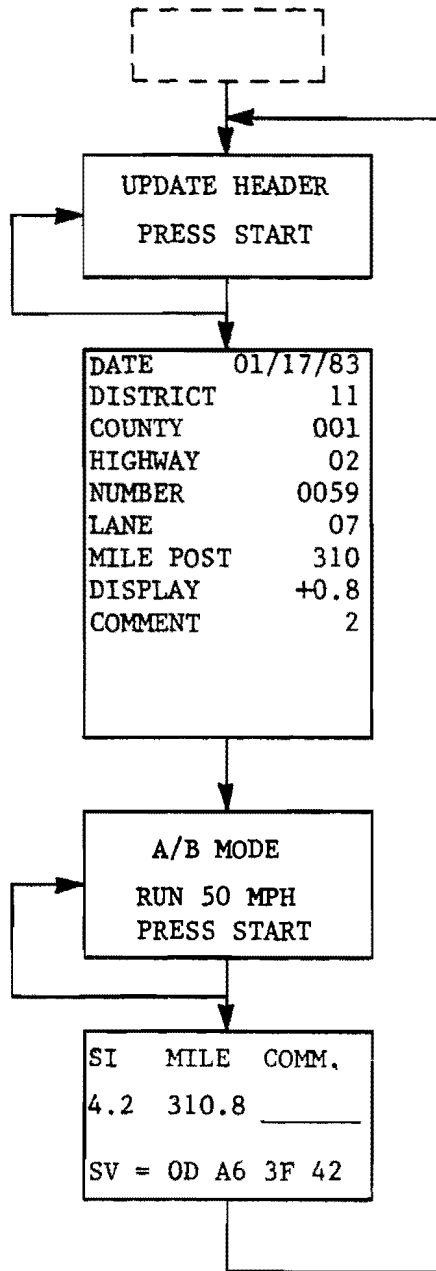 UPDATE HEADER
PRESS START
DATE 01/17/83
DISTRICT 11
COUNTY 001
HIGHWAY 02
NUMBER 0059
LANE 07
MILE POST 310
DISPLAY +0.8
COMMENT 2
A/B MODE
RUN 50 MPH
PRESS START
SI MILE COMM.
4.2 310.8
SV = 0D A6 3F 42